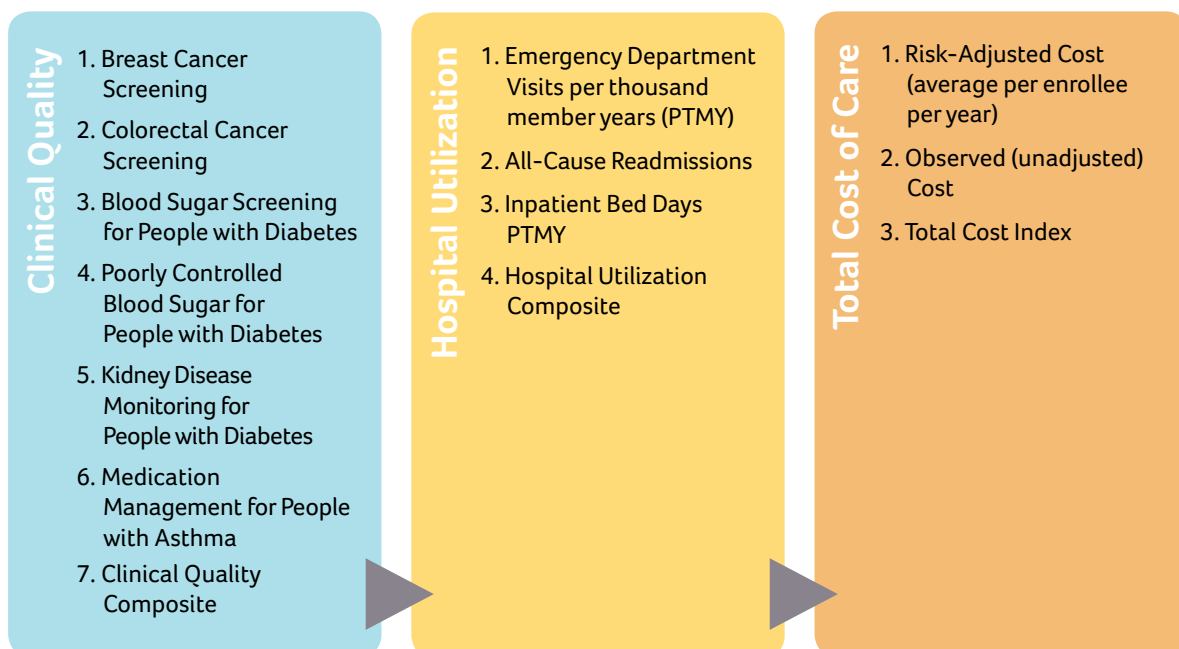 Clinical Quality
1. Breast Cancer
Screening
2. Colorectal Cancer
Screening
3. Blood Sugar Screening
for People with Diabetes
4. Poorly Controlled
Blood Sugar for
People with Diabetes
5. Kidney Disease
Monitoring for
People with Diabetes
6. Medication
Management for People
with Asthma
7. Clinical Quality
Composite
Hospital Utilization
1. Emergency Department
Visits per thousand
member years (PTMY)
2. All-Cause Readmissions
3. Inpatient Bed Days
PTMY
4. Hospital Utilization
Composite
Total Cost of Care
1. Risk-Adjusted Cost
(average per enrollee
per year)
2. Observed (unadjusted)
Cost
3. Total Cost Index